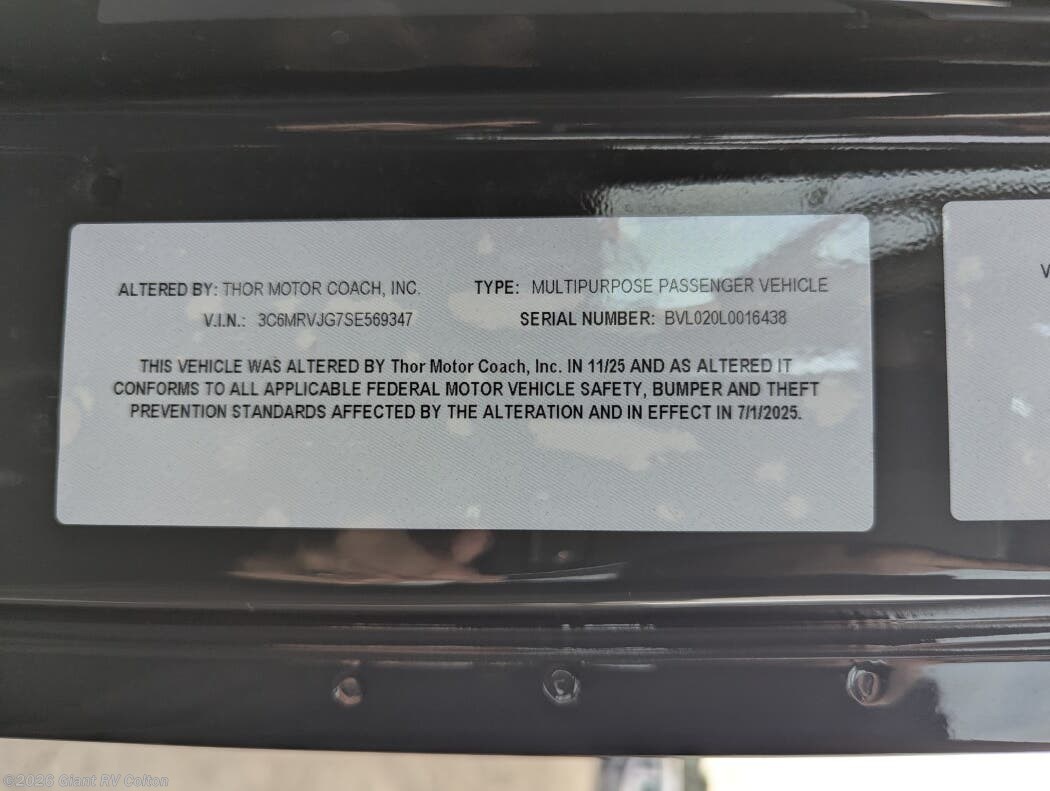 ALTERED BY: THOR MOTOR COACH, INC. TYPE: MULTIPURPOSE PASSENGER VEHICLE
V.I.N.: 3C6MRVJG7SE569347 SERIAL NUMBER: BVL020L0016438
THIS VEHICLE WAS ALTERED BY Thor Motor Coach, Inc. IN 11/25 AND AS ALTERED IT
CONFORMS TO ALL APPLICABLE FEDERAL MOTOR VEHICLE SAFETY, BUMPER AND THEFT
PREVENTION STANDARDS AFFECTED BY THE ALTERATION AND IN EFFECT IN 7/1/2025.
V
©2026 Giant RV Colton